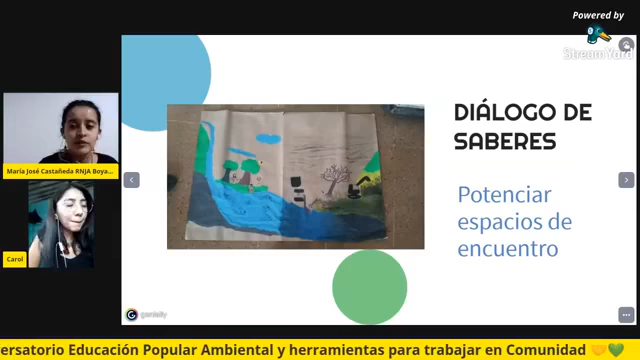 Powered by
StreamYard
DIÁLOGO DE
SABERES
Potenciar
espacios de
encuentro
María José Castañeda RNJA Boya...
Carol
genially
versatorio Educación Popular Ambiental y herramientas para trabajar en Comunidad 🤝💚